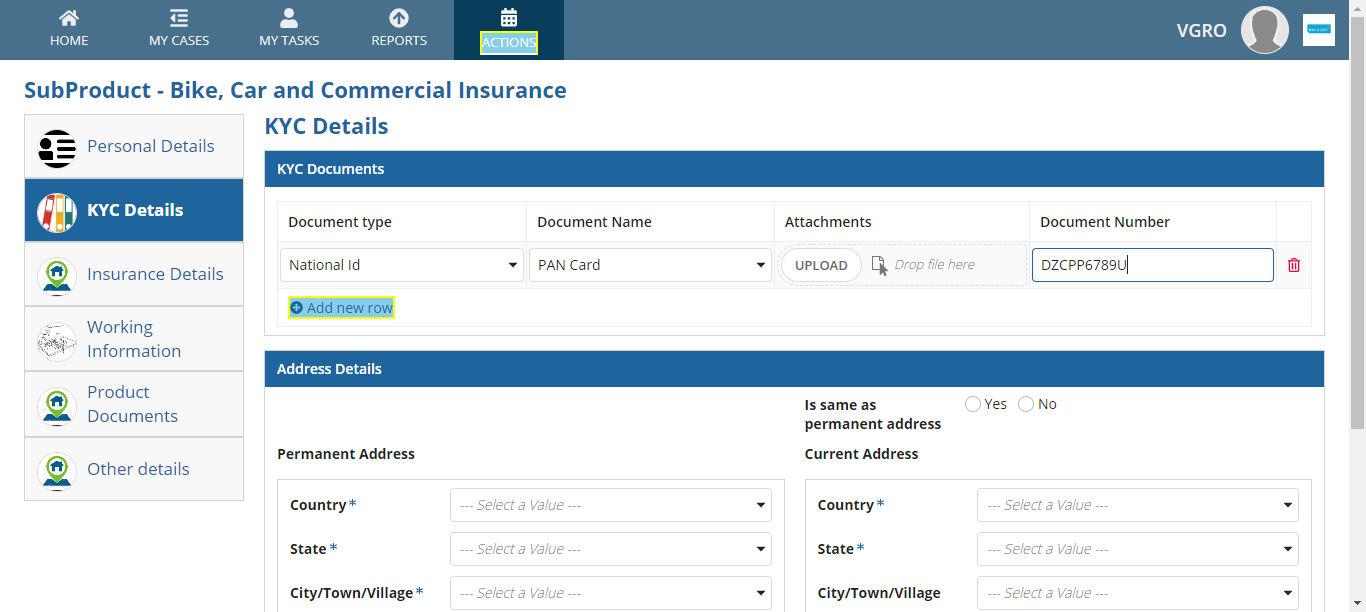 HOME
MY CASES
MY TASKS
REPORTS
ACTIONS
VGRO
SubProduct - Bike, Car and Commercial Insurance
Personal Details
KYC Details
Insurance Details
Working
Information
Product
Documents
Other details
KYC Details
KYC Documents
Document type
Document Name
Attachments
Document Number
National Id
PAN Card
UPLOAD
Drop file here
DZCPP6789U
Add new row
Address Details
Is same as
permanent address
Yes
No
Permanent Address
Current Address
Country*
--- Select a Value ---
Country*
--- Select a Value ---
State*
--- Select a Value ---
State*
--- Select a Value ---
City/Town/Village*
--- Select a Value ---
City/Town/Village
--- Select a Value ---